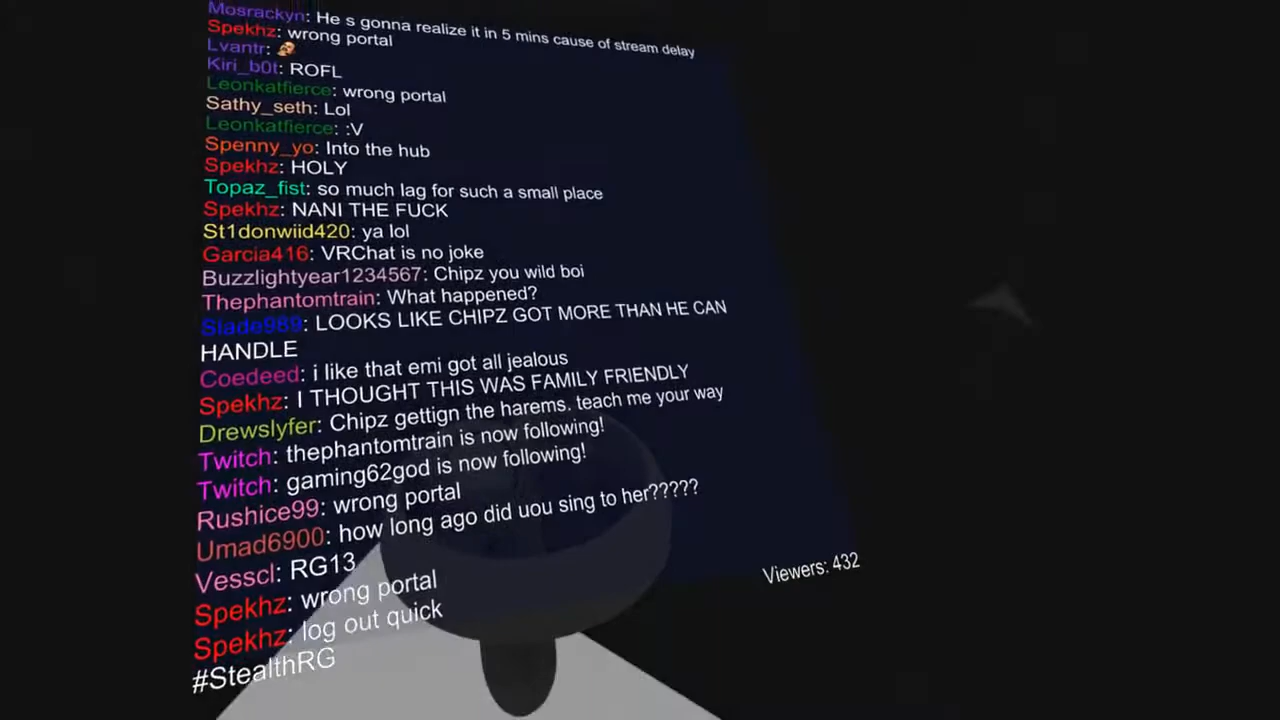 Mosrackyn: He s gonna realize it in 5 mins cause of stream delay
Spekhz: wrong portal
Lvantr:
Kiri_b0t: ROFL
Leonkatfierce: wrong portal
Sathy_seth: Lol
Leonkatfierce: :V
Spenny_yo: Into the hub
Spekhz: HOLY
Topaz_fist: so much lag for such a small place
Spekhz: NANI THE FUCK
St1donwiid420: ya lol
Garcia416: VRChat is no joke
Buzzlightyear1234567: Chipz you wild boi
Thephantomtrain: What happened?
Slade989: LOOKS LIKE CHIPZ GOT MORE THAN HE CAN
HANDLE
Coedeed: i like that emi got all jealous
Spekhz: I THOUGHT THIS WAS FAMILY FRIENDLY
Drewslyfer: Chipz gettign the harems. teach me your way
Twitch: thephantomtrain is now following!
Twitch: gaming62god is now following!
Rushice99: wrong portal
Umad6900: how long ago did uou sing to her?????
Vesscl: RG13
Spekhz: wrong portal
Spekhz: log out quick
#StealthRG
Viewers: 432